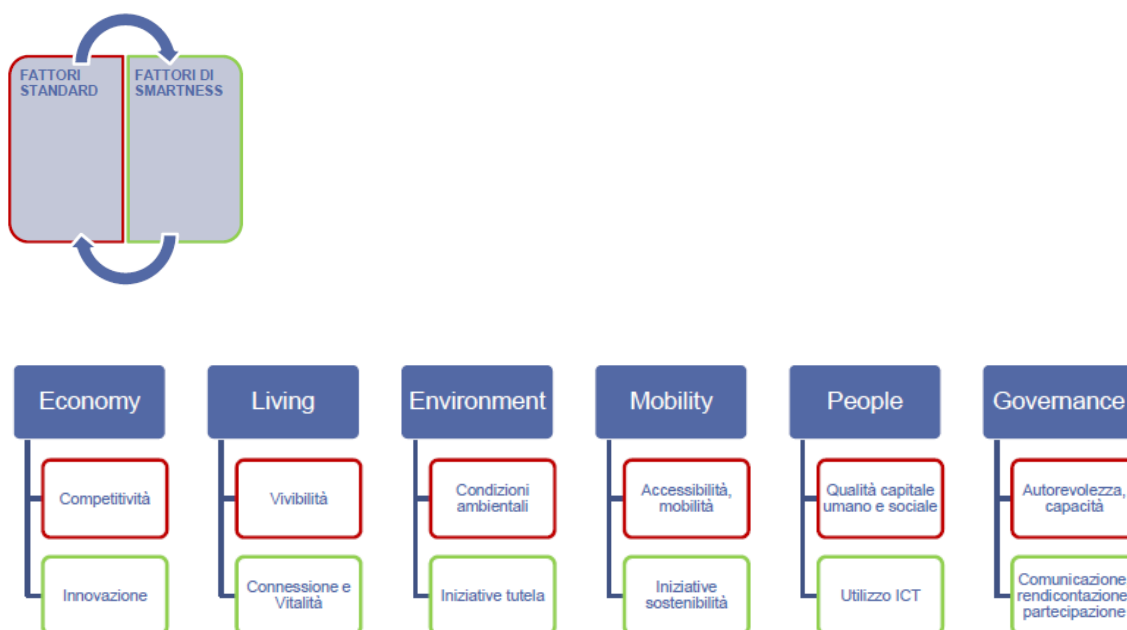 FATTORI
STANDARD
FATTORI DI
SMARTNESS
Economy
Living
Environment
Mobility
People
Governance
Competitività
Vivibilità
Condizioni
ambientali
Accessibilità,
mobilità
Qualità capitale
umano e sociale
Autorevolezza,
capacità
Innovazione
Connessione e
Vitalità
Iniziative tutela
Iniziative
sostenibilità
Utilizzo ICT
Comunicazione
rendicontazione
partecipazione